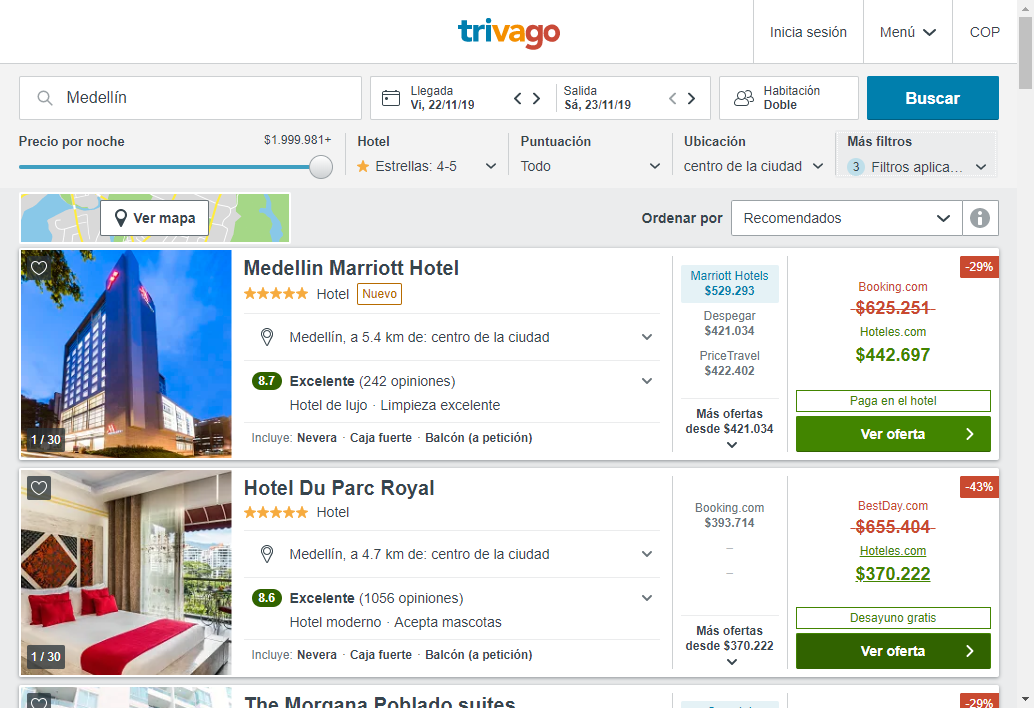 trivago
Inicia sesión
Menú
COP
Medellín
Llegada
Vi, 22/11/19
Salida
Sá, 23/11/19
Habitación
Doble
Buscar
Precio por noche
$1.999.981+
Hotel
Estrellas: 4-5
Puntuación
Todo
Ubicación
centro de la ciudad
Más filtros
3 Filtros aplica...
Ver mapa
Ordenar por
Recomendados
Medellin Marriott Hotel
Hotel Nuevo
Medellín, a 5.4 km de: centro de la ciudad
8.7 Excelente (242 opiniones)
Hotel de lujo · Limpieza excelente
Incluye: Nevera · Caja fuerte · Balcón (a petición)
1 / 30
Marriott Hotels
$529.293
Despegar
$421.034
PriceTravel
$422.402
Más ofertas
desde $421.034
-29%
Booking.com
$625.251
Hoteles.com
$442.697
Paga en el hotel
Ver oferta
Hotel Du Parc Royal
Hotel
Medellín, a 4.7 km de: centro de la ciudad
8.6 Excelente (1056 opiniones)
Hotel moderno · Acepta mascotas
Incluye: Nevera · Caja fuerte · Balcón (a petición)
1 / 30
Booking.com
$393.714
–
–
Más ofertas
desde $370.222
-43%
BestDay.com
$655.404
Hoteles.com
$370.222
Desayuno gratis
Ver oferta
The Morgana Poblado suites
-29%